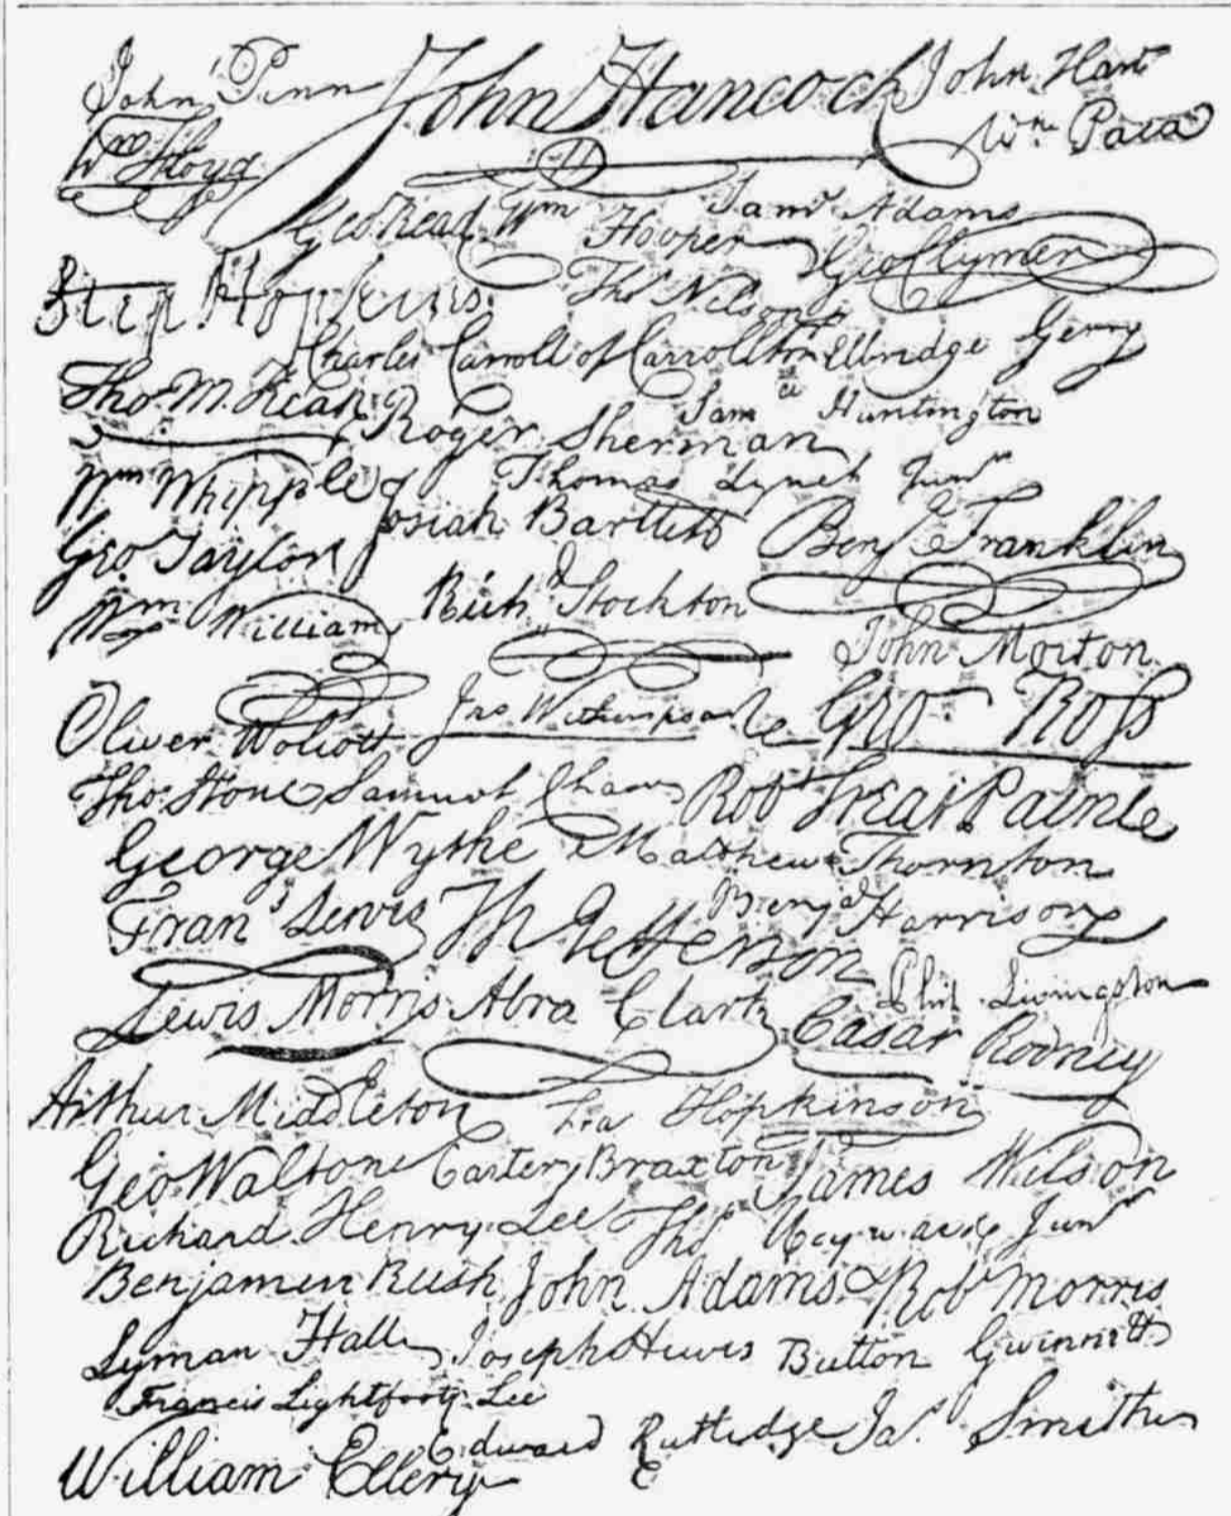 John Penn John Hancock John Hart
Wm Floyd Wm Paca
Geo Read Wm Hooper Saml Adams
Geo Clymer
Step Hopkins Thos Nelson
Charles Carroll of Carrollton Elbridge Gerry
Tho M. Kean Roger Sherman Saml Huntington
Wm Whipple Thomas Lynch Junr
Josiah Bartlett Benj Franklin
Geo Taylor
Wm Williams Richd Stockton
John Morton
Oliver Wolcott Jno Witherspoon Geo Ross
Thos Stone Samuel Chase Robt Treat Paine
George Wythe Matthew Thornton
Frans Lewis Th Jefferson Benja Harrison
Lewis Morris Abra Clark Phil. Livingston
Casar Rodney
Arthur Middleton Fra Hopkinson
Geo Walton Carter Braxton James Wilson
Richard Henry Lee Thos Heyward Junr
Benjamin Rush John Adams Robt Morris
Lyman Hall Joseph Hewes Button Gwinnett
Francis Lightfoot Lee
William Ellery Edward Rutledge Jas. Smith